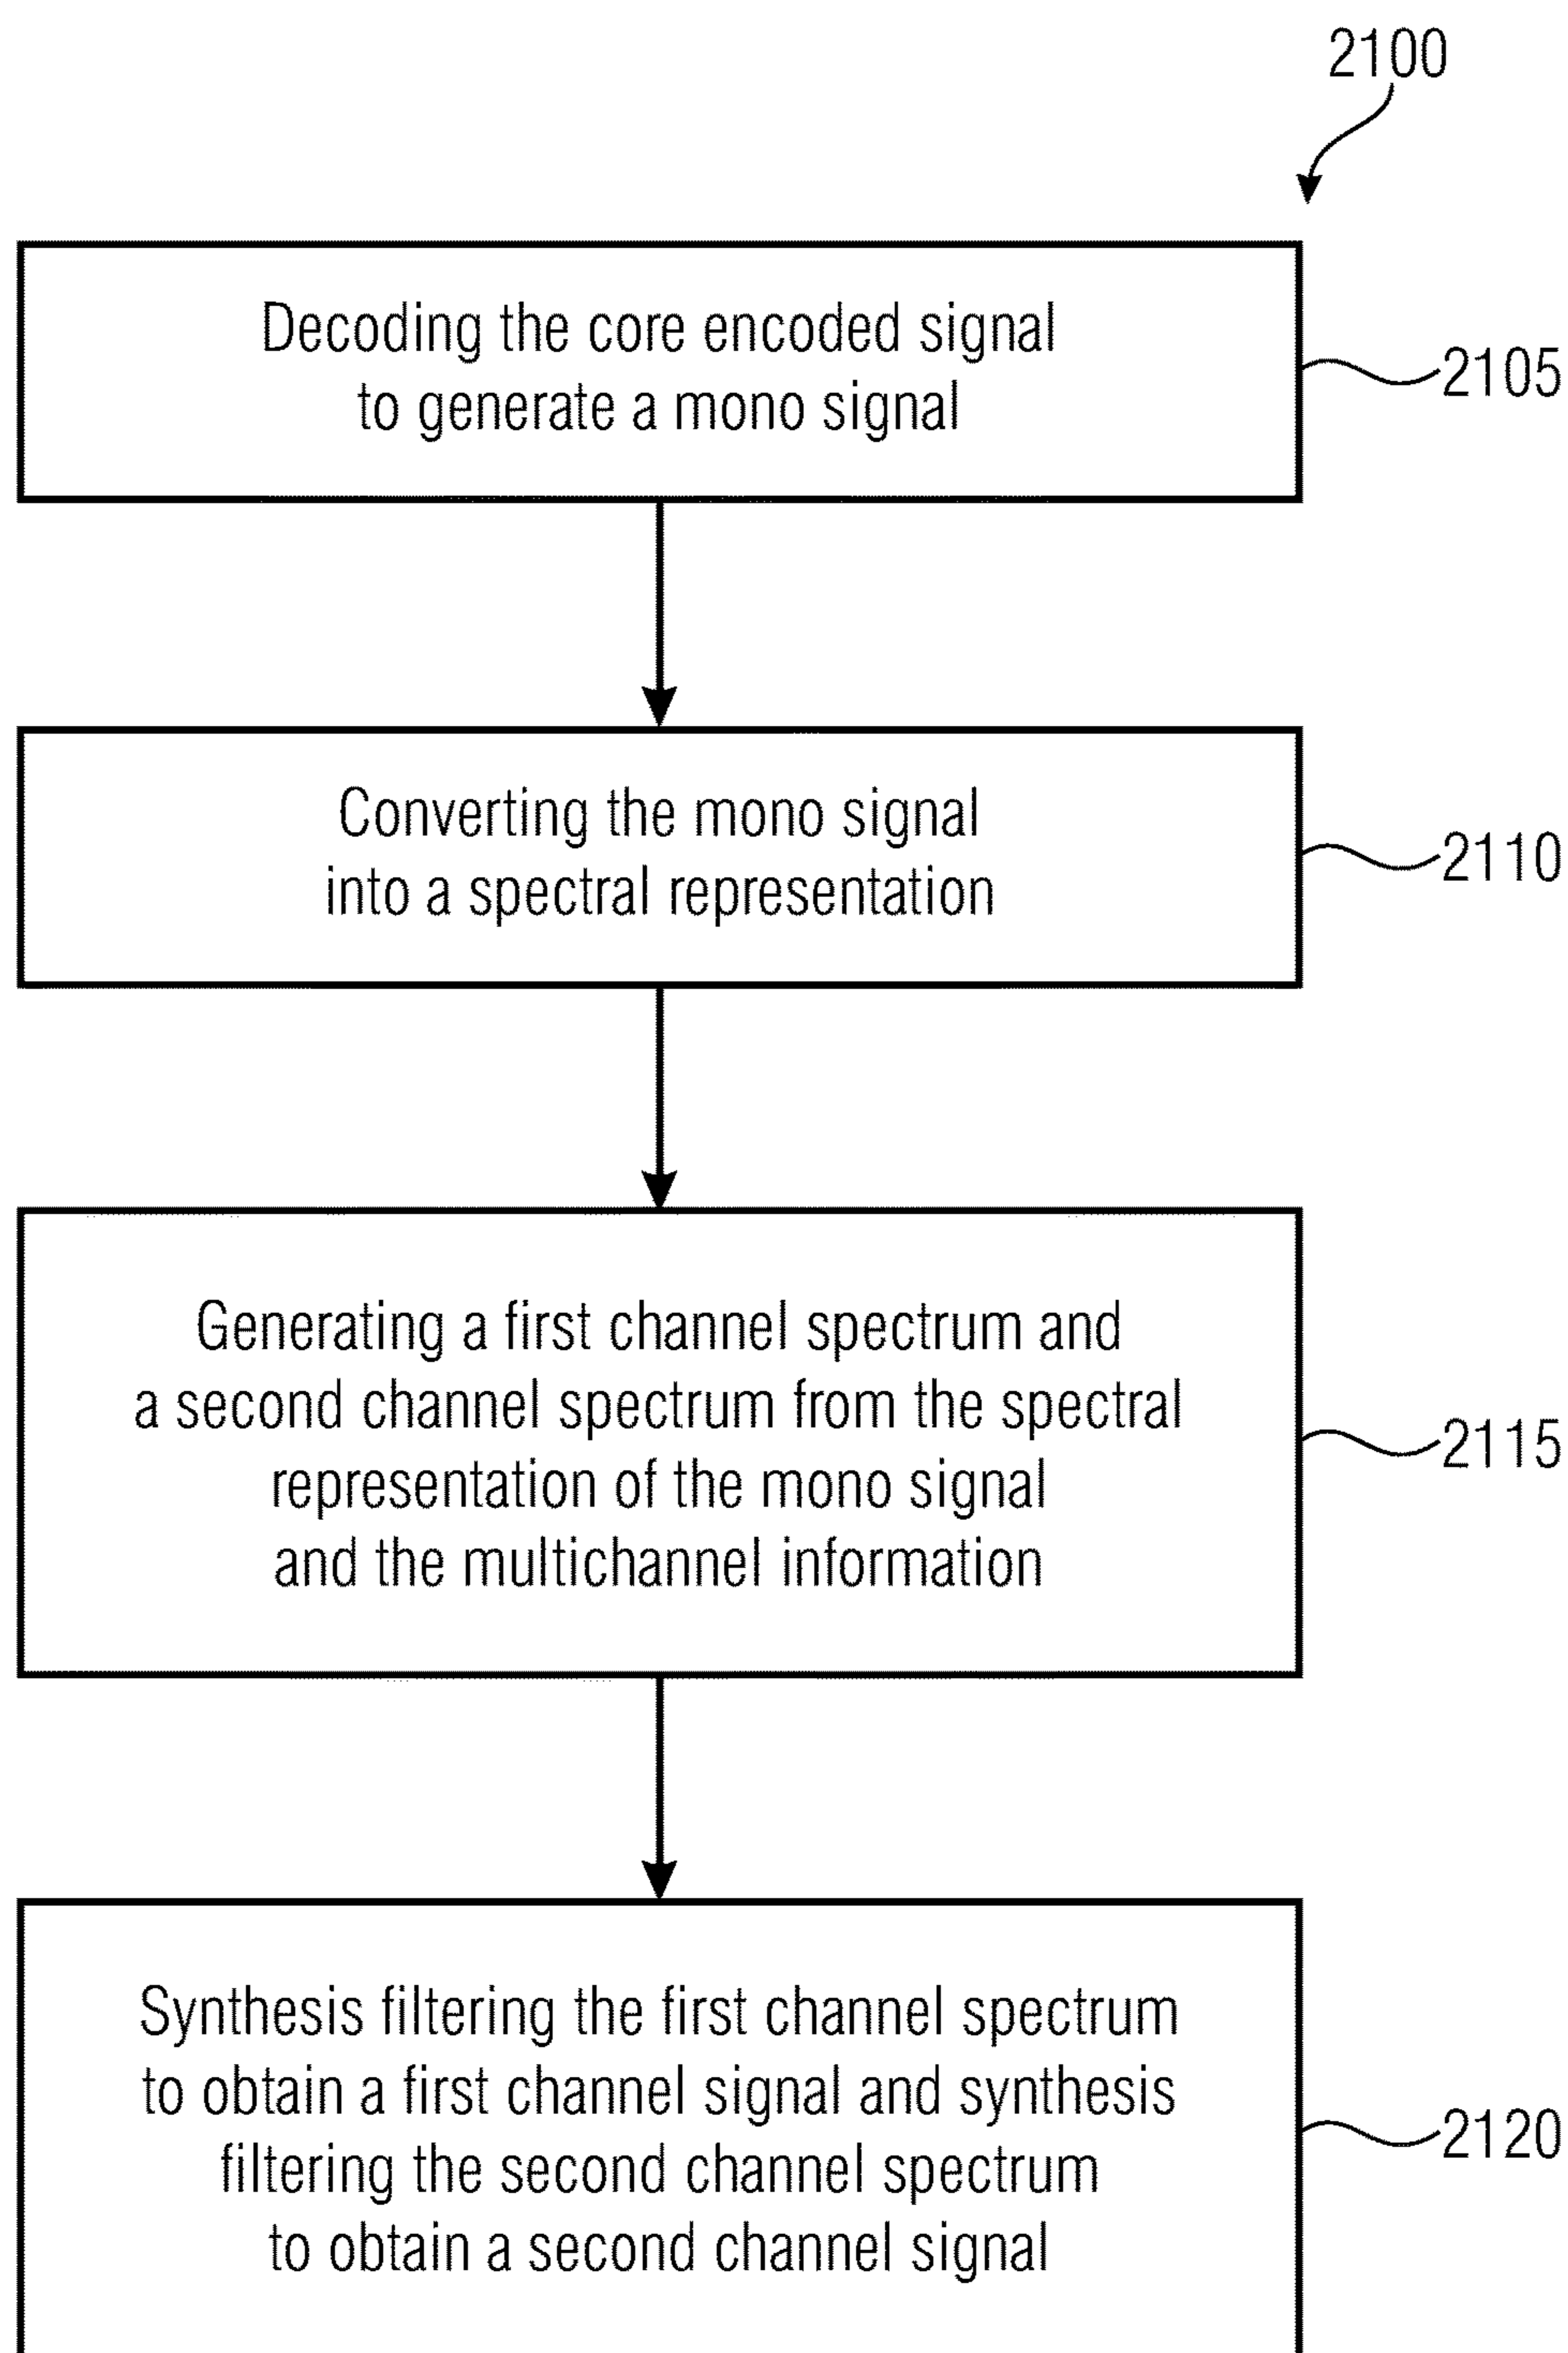 2100
Decoding the core encoded signal
to generate a mono signal
2105
Converting the mono signal
into a spectral representation
2110
Generating a first channel spectrum and
a second channel spectrum from the spectral
representation of the mono signal
and the multichannel information
2115
Synthesis filtering the first channel spectrum
to obtain a first channel signal and synthesis
filtering the second channel spectrum
to obtain a second channel signal
2120